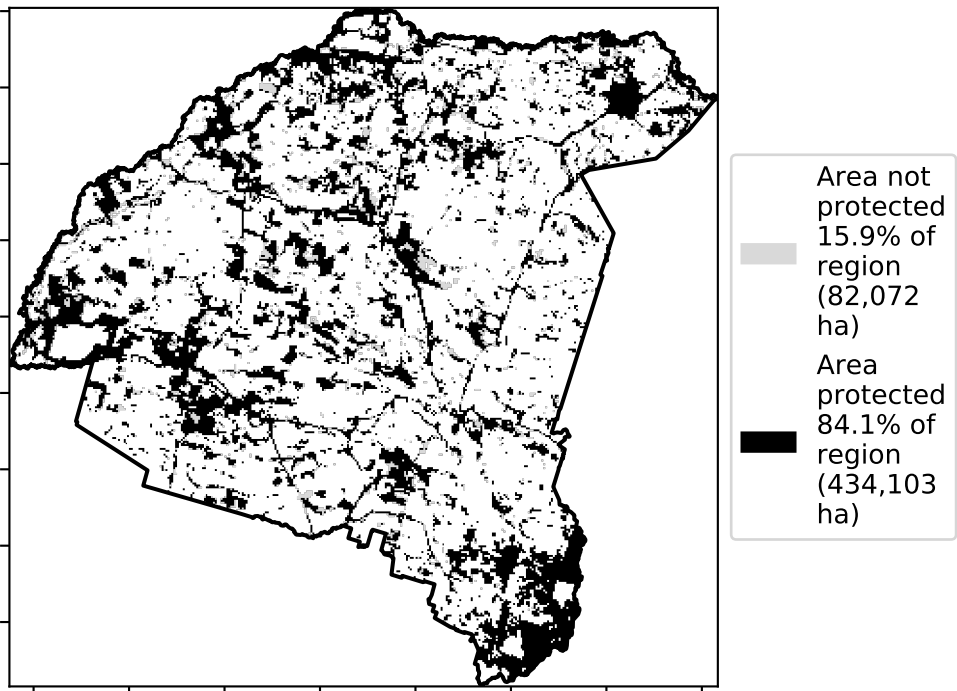 Area not
protected
15.9% of
region
(82,072
ha)
Area
protected
84.1% of
region
(434,103
ha)